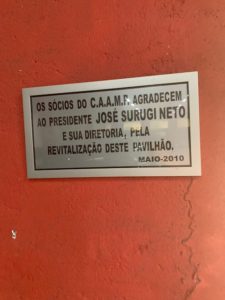 OS SÓCIOS DO C.A.A.M.P. AGRADECEM
AO PRESIDENTE JOSÉ SURUGI NETO
E SUA DIRETORIA, PELA
REVITALIZAÇÃO DESTE PAVILHÃO.
MAIO-2010